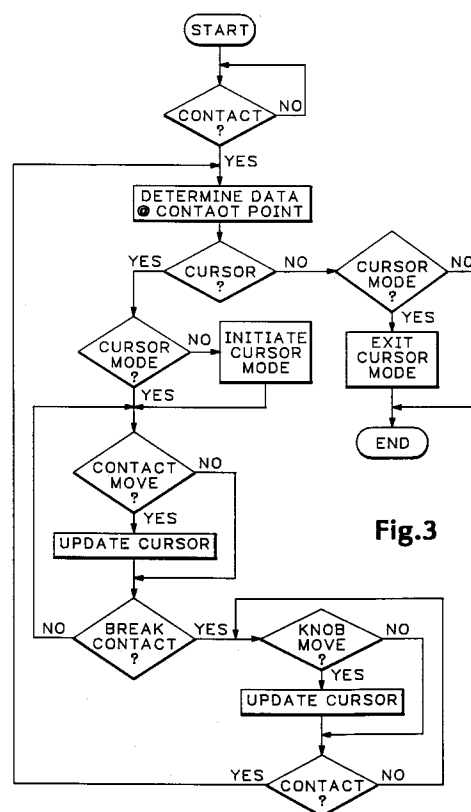 START
CONTACT
?
NO
YES
DETERMINE DATA
@ CONTAOT POINT
YES
CURSOR
?
NO
CURSOR
MODE
?
NO
YES
CURSOR
MODE
?
NO
INITIATE
CURSOR
MODE
EXIT
CURSOR
MODE
YES
END
CONTACT
MOVE
?
NO
YES
UPDATE CURSOR
Fig.3
NO
BREAK
CONTACT
?
YES
KNOB
MOVE
?
NO
YES
UPDATE CURSOR
YES
CONTACT
?
NO